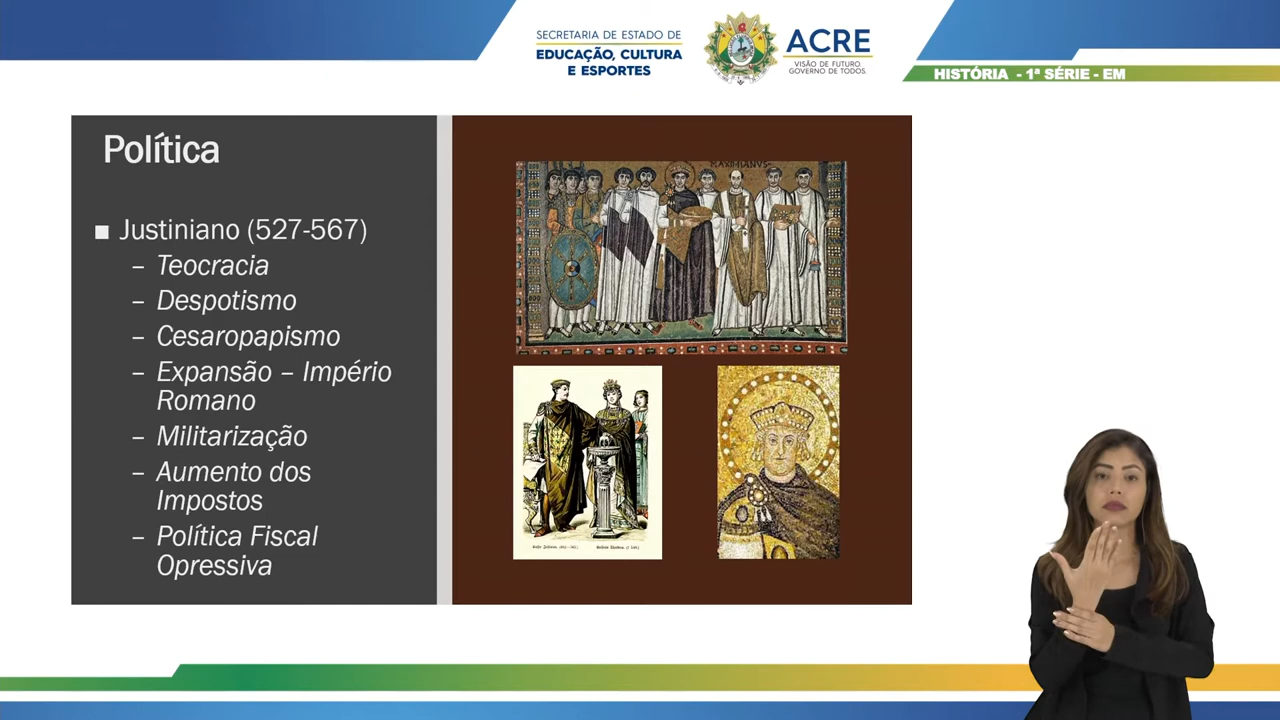 SECRETARIA DE ESTADO DE
EDUCAÇÃO, CULTURA
E ESPORTES
ACRE
VISÃO DE FUTURO.
GOVERNO DE TODOS.
HISTÓRIA - 1ª SÉRIE - EM
Política
Justiniano (527-567)
– Teocracia
– Despotismo
– Cesaropapismo
– Expansão – Império
Romano
– Militarização
– Aumento dos
Impostos
– Política Fiscal
Opressiva
MAXIMIANVS